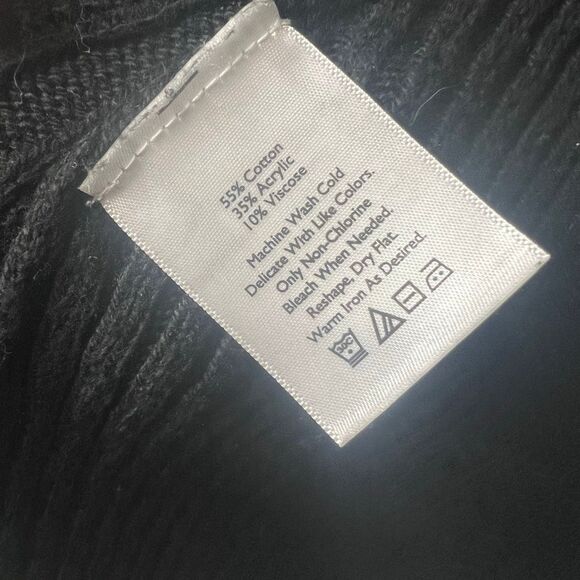 55% Cotton
35% Acrylic
10% Viscose
Machine Wash Cold
Delicate With Like Colors.
Only Non-Chlorine
Bleach When Needed.
Reshape, Dry Flat.
Warm Iron As Desired.
30C